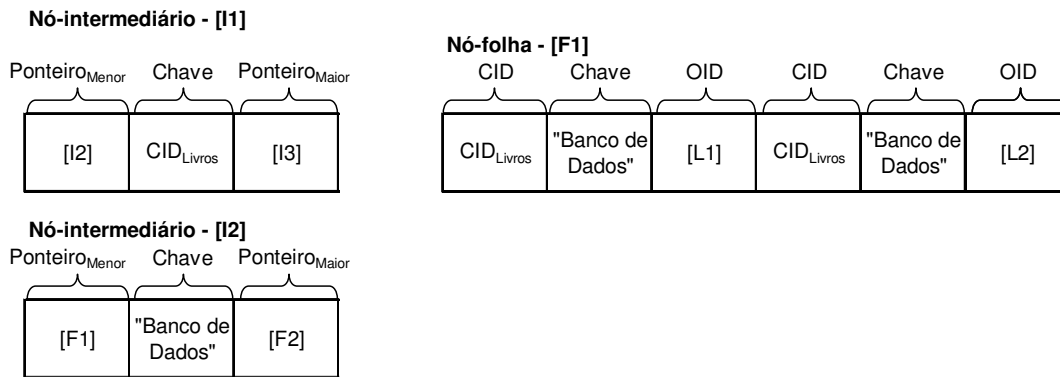 Nó-intermediário - [I1]
PonteiroMenor Chave PonteiroMaior
[I2] CIDLivros [I3]
Nó-folha - [F1]
CID Chave OID CID Chave OID
CIDLivros "Banco de Dados" [L1] CIDLivros "Banco de Dados" [L2]
Nó-intermediário - [I2]
PonteiroMenor Chave PonteiroMaior
[F1] "Banco de Dados" [F2]